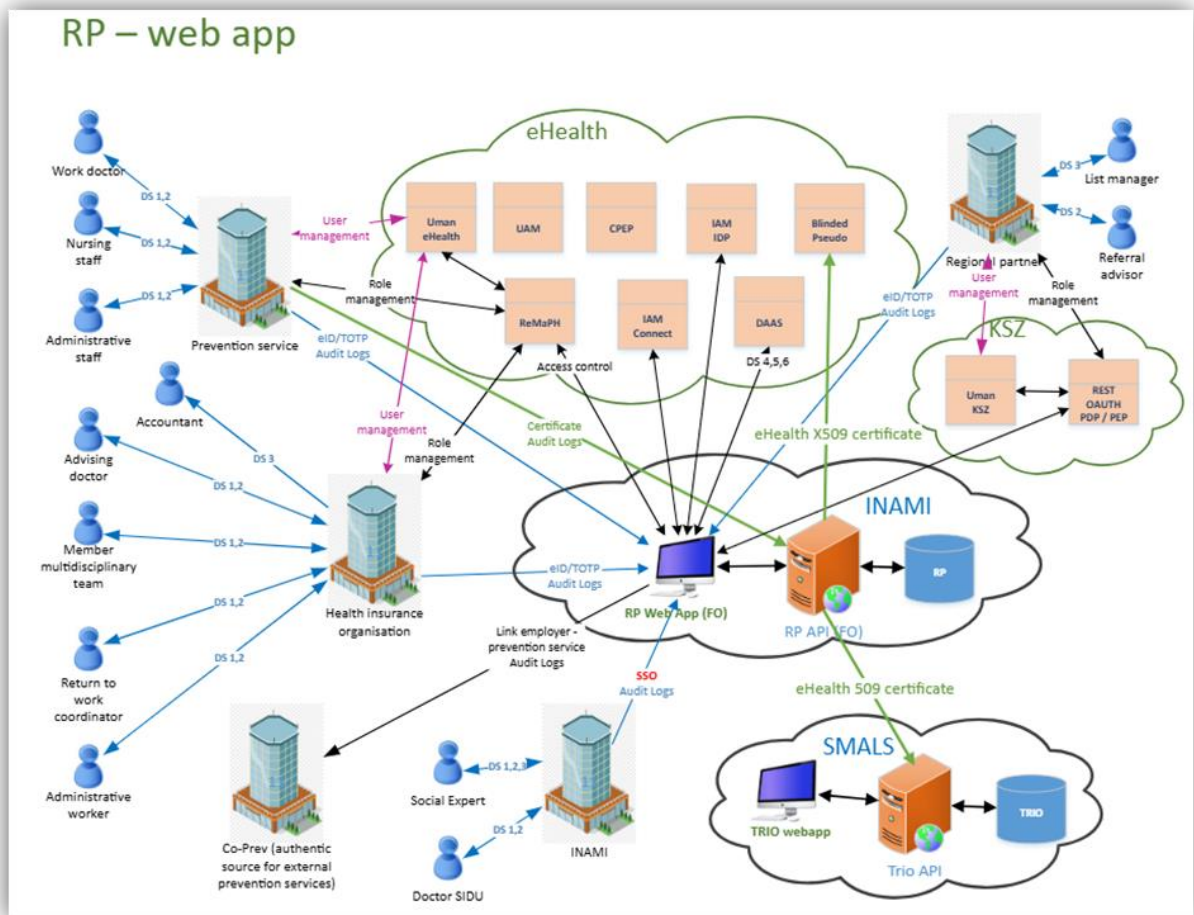 RP – web app
eHealth
Work doctor
DS 1,2
Nursing
staff
DS 1,2
Administrative
staff
DS 1,2
Prevention service
User
management
Role
management
eID/TOTP
Audit Logs
Uman
eHealth
UAM
CPEP
IAM
IDP
Blinded
Pseudo
ReMaPH
IAM
Connect
DAAS
Access control
DS 4,5,6
Regional partner
DS 3
List manager
DS 2
Referral
advisor
eID/TOTP
Audit Logs
User
management
Role
management
KSZ
Uman
KSZ
REST
OAUTH
PDP / PEP
Accountant
DS 3
Advising
doctor
DS 1,2
Member
multidisciplinary
team
DS 1,2
Return to
work
coordinator
DS 1,2
Administrative
worker
DS 1,2
Health insurance
organisation
User
management
Role
management
Certificate
Audit Logs
eHealth X509 certificate
eID/TOTP
Audit Logs
INAMI
RP Web App (FO)
RP API (FO)
RP
Link employer -
prevention service
Audit Logs
SSO
Audit Logs
eHealth 509 certificate
Co-Prev (authentic
source for external
prevention services)
Social Expert
DS 1,2,3
Doctor SIDU
DS 1,2
INAMI
SMALS
TRIO webapp
Trio API
TRIO